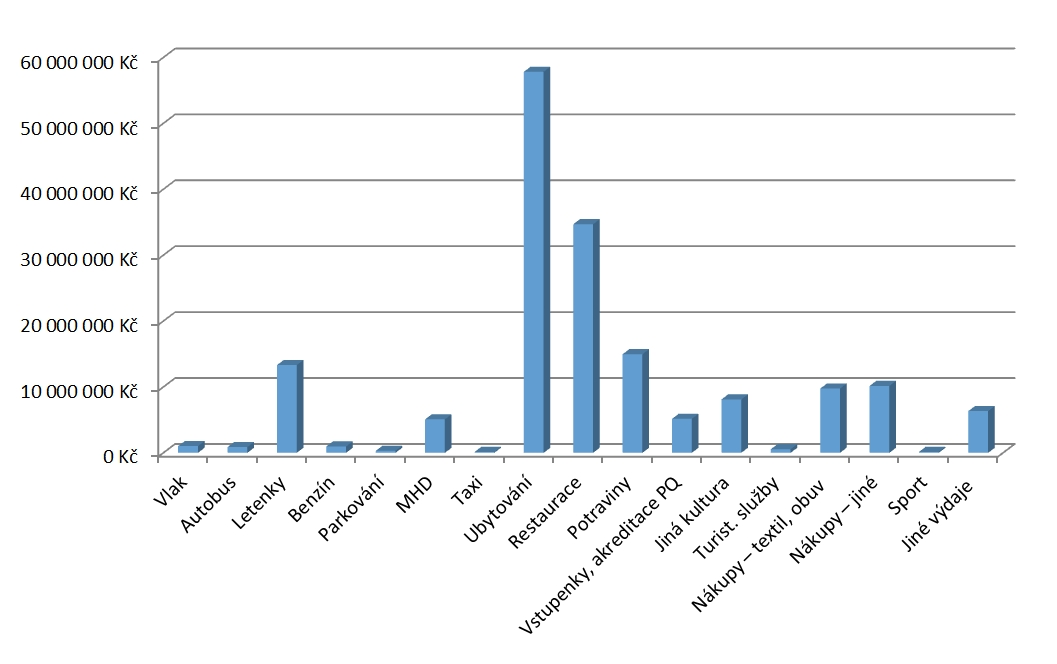 60 000 000 Kč
50 000 000 Kč
40 000 000 Kč
30 000 000 Kč
20 000 000 Kč
10 000 000 Kč
0 Kč
Vlak
Autobus
Letenky
Benzín
Parkování
MHD
Taxi
Ubytování
Restaurace
Potraviny
Vstupenky, akreditace PQ
Jiná kultura
Turist. služby
Nákupy – textil, obuv
Nákupy – jiné
Sport
Jiné výdaje